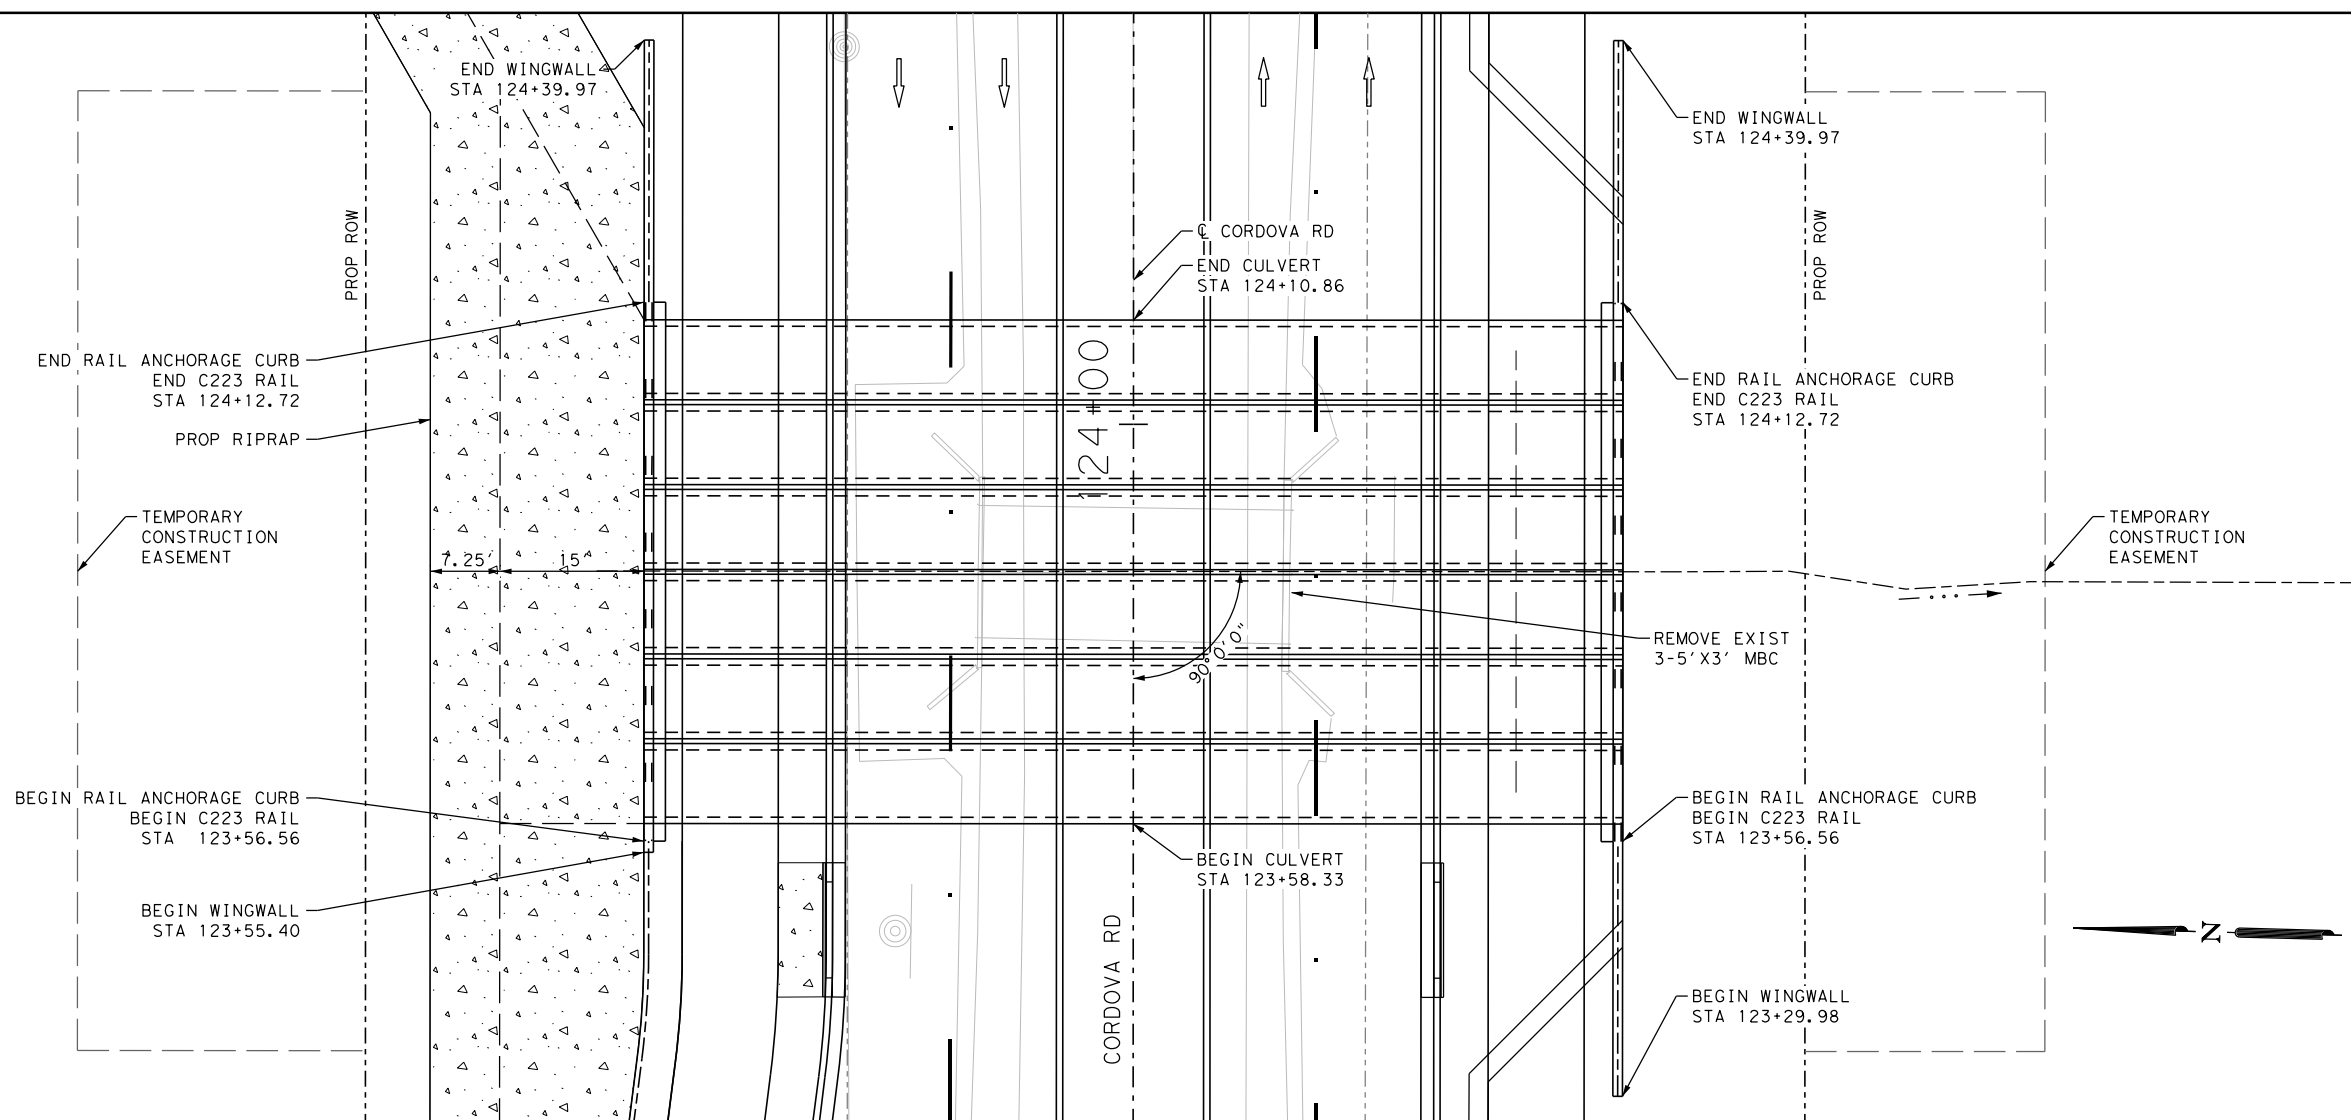 END WINGWALL
STA 124+39.97
PROP ROW
END RAIL ANCHORAGE CURB
END C223 RAIL
STA 124+12.72
PROP RIPRAP
TEMPORARY
CONSTRUCTION
EASEMENT
7.25'
15'
BEGIN RAIL ANCHORAGE CURB
BEGIN C223 RAIL
STA 123+56.56
BEGIN WINGWALL
STA 123+55.40
℄ CORDOVA RD
END CULVERT
STA 124+10.86
124+00
90°0'0"
BEGIN CULVERT
STA 123+58.33
CORDOVA RD
END WINGWALL
STA 124+39.97
PROP ROW
END RAIL ANCHORAGE CURB
END C223 RAIL
STA 124+12.72
TEMPORARY
CONSTRUCTION
EASEMENT
REMOVE EXIST
3-5'X3' MBC
BEGIN RAIL ANCHORAGE CURB
BEGIN C223 RAIL
STA 123+56.56
N
BEGIN WINGWALL
STA 123+29.98